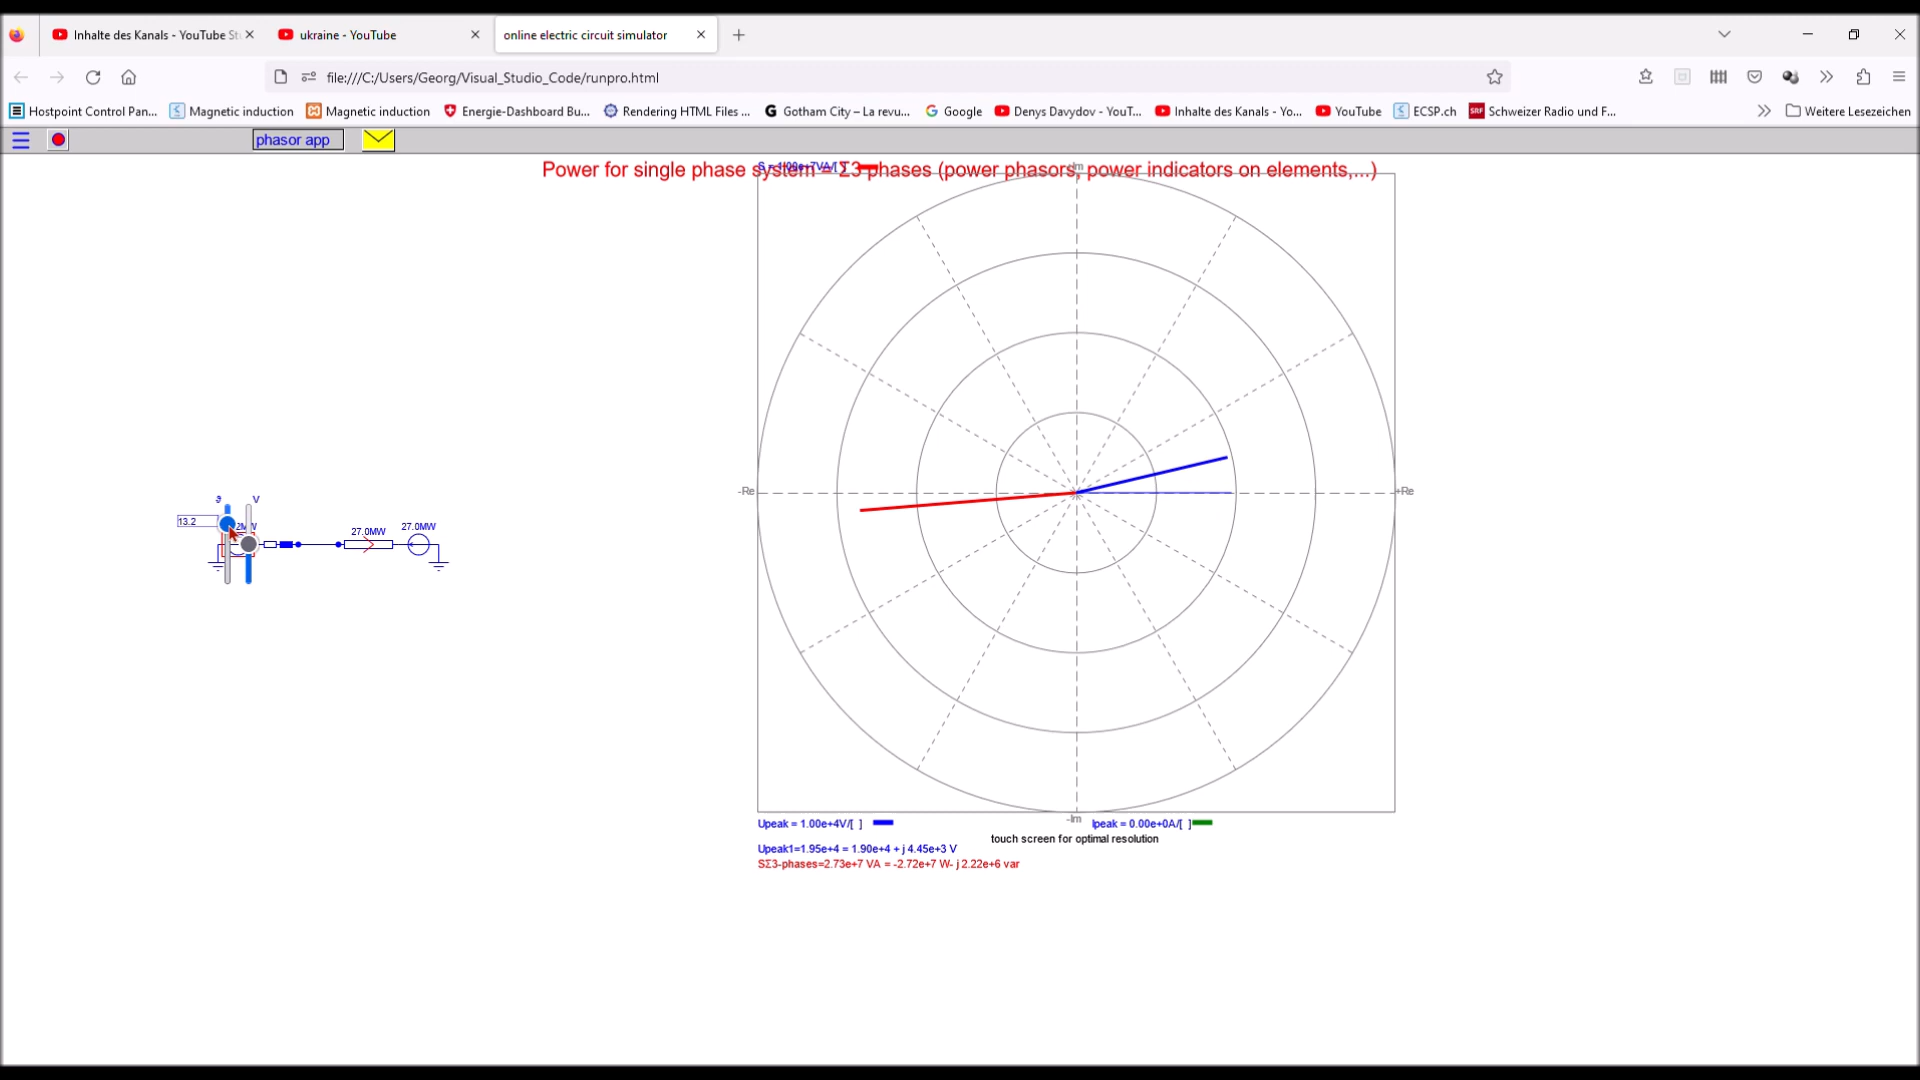 Inhalte des Kanals - YouTube St
ukraine - YouTube
online electric circuit simulator
file:///C:/Users/Georg/Visual_Studio_Code/runpro.html
Hostpoint Control Pan...
Magnetic induction
Magnetic induction
Energie-Dashboard Bu...
Rendering HTML Files ...
Gotham City – La revu...
Google
Denys Davydov - YouT...
Inhalte des Kanals - Yo...
YouTube
ECSP.ch
SRF
Schweizer Radio und F...
Weitere Lesezeichen
phasor app
Power for single phase system = Σ3 phases (power phasors, power indicators on elements,...)
S = 1.00e+7VA/[ ]
+Im
-Re
+Re
ϑ V
13.2
27.0MW
27.0MW
-Im
Upeak = 1.00e+4V/[ ]
Ipeak = 0.00e+0A/[ ]
touch screen for optimal resolution
Upeak1=1.95e+4 = 1.90e+4 + j 4.45e+3 V
SΣ3-phases=2.73e+7 VA = -2.72e+7 W- j 2.22e+6 var